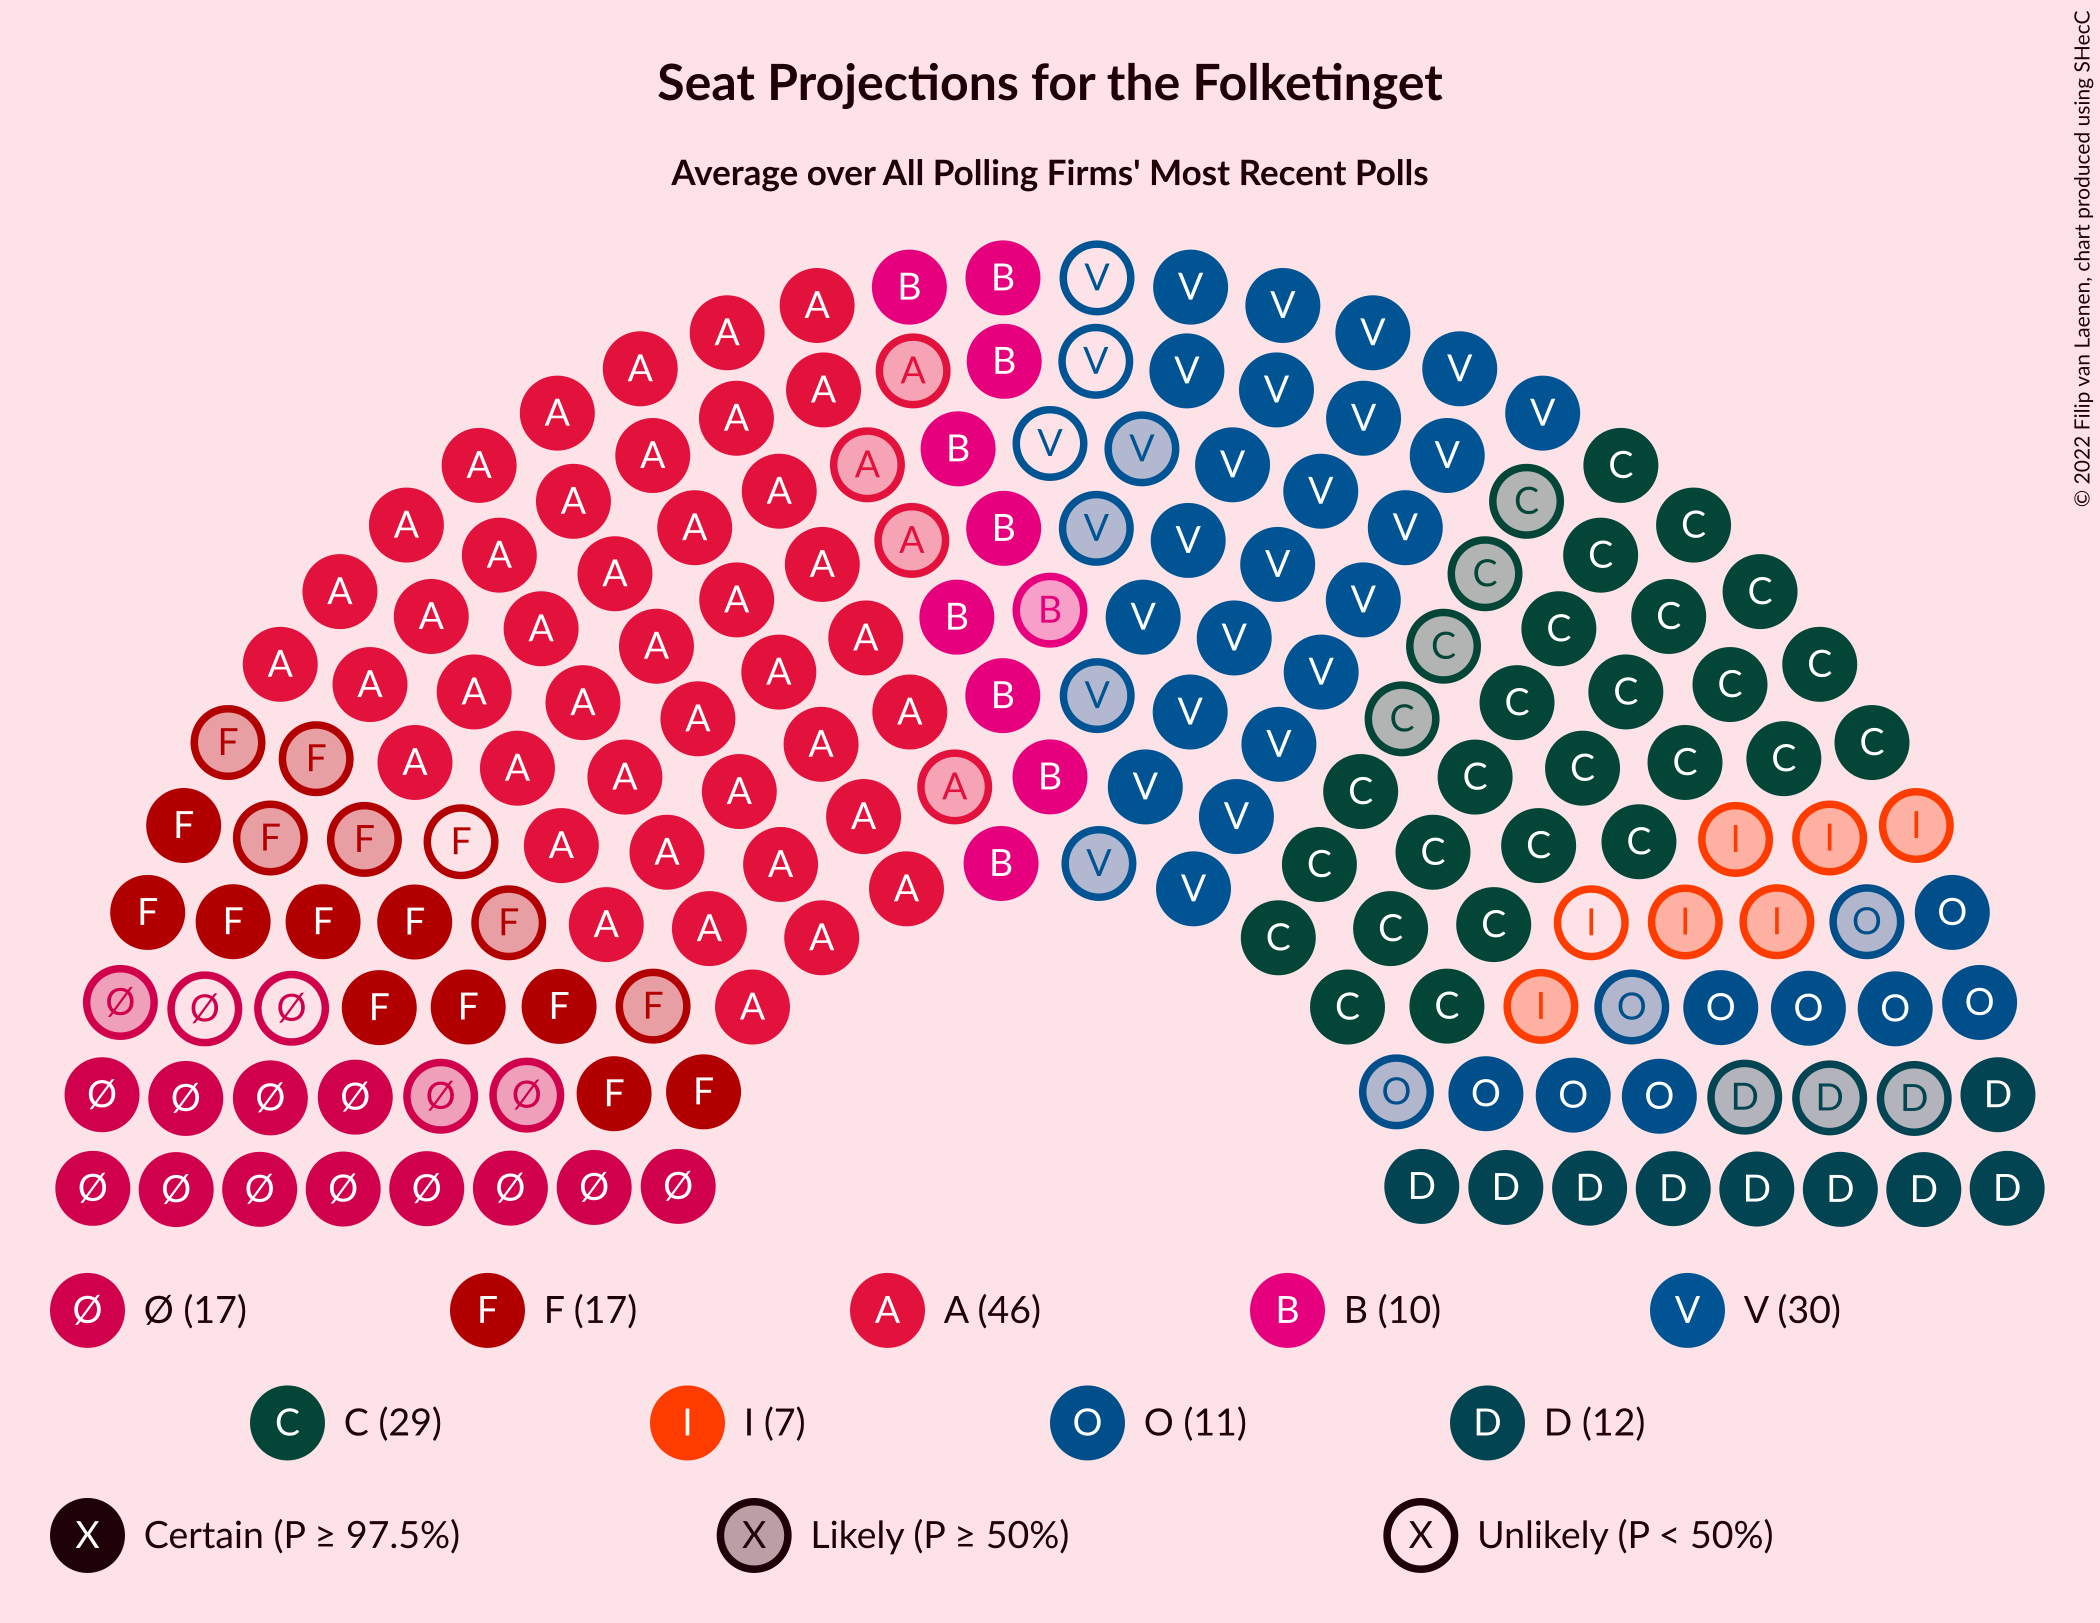 Seat Projections for the Folketinget
Average over All Polling Firms' Most Recent Polls
© 2022 Filip van Laenen, chart produced using SHecC
B B V V
A V
A B V V V
A A V
A A V V
A A B V V V V
A A V C
A A A B V V C
A A A V V C
A A A A V V C C
A A B V C
A A B V V C C
A A A A V V C C C
A A A B V V C C
A A A A V C C C
F F A A A A V C C C C
A A A A B V V C C C
F F F F A A A A B V V C C C C I I I
F F F F F A A A A V C C C I I I O O
Ø Ø Ø F F F F A C C I O O O O O
Ø Ø Ø Ø Ø Ø F F O O O O D D D D
Ø Ø Ø Ø Ø Ø Ø Ø D D D D D D D D
Ø Ø (17) F F (17) A A (46) B B (10) V V (30)
C C (29) I I (7) O O (11) D D (12)
X Certain (P ≥ 97.5%) X Likely (P ≥ 50%) X Unlikely (P < 50%)